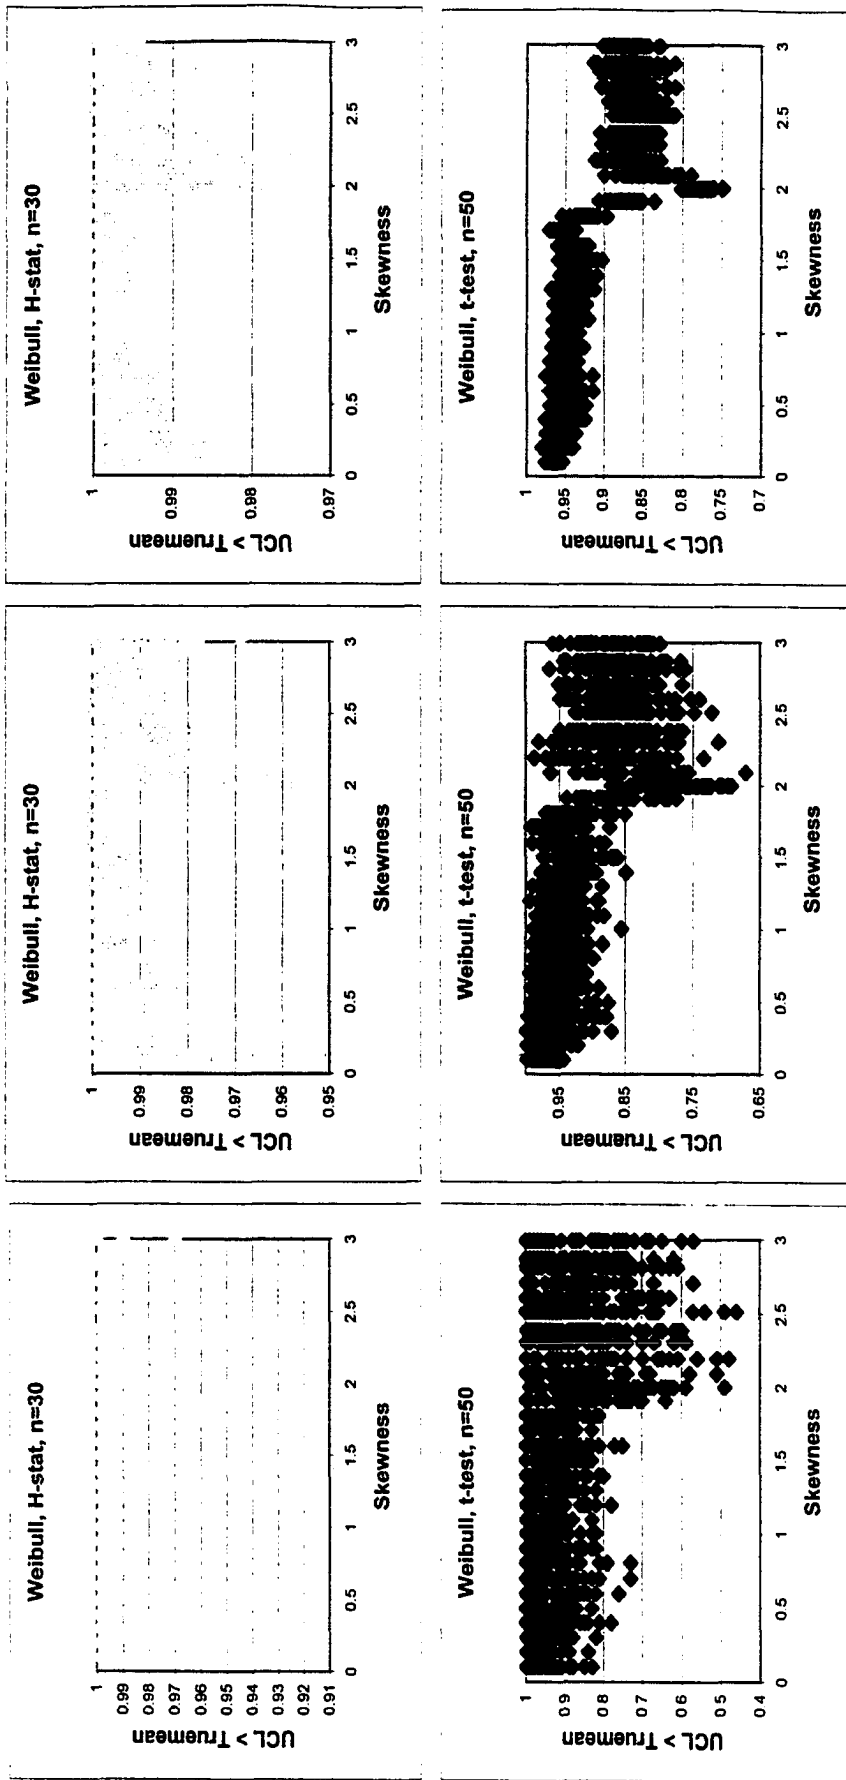 Weibull, H-stat, n=30
UCL > Truemean
1
0.99
0.98
0.97
0.96
0.95
0.94
0.93
0.92
0.91
0 0.5 1 1.5 2 2.5 3
Skewness
Weibull, H-stat, n=30
UCL > Truemean
1
0.99
0.98
0.97
0.96
0.95
0 0.5 1 1.5 2 2.5 3
Skewness
Weibull, H-stat, n=30
UCL > Truemean
1
0.99
0.98
0.97
0 0.5 1 1.5 2 2.5 3
Skewness
Weibull, t-test, n=50
UCL > Truemean
1
0.9
0.8
0.7
0.6
0.5
0.4
0 0.5 1 1.5 2 2.5 3
Skewness
Weibull, t-test, n=50
UCL > Truemean
0.95
0.85
0.75
0.65
0 0.5 1 1.5 2 2.5 3
Skewness
Weibull, t-test, n=50
UCL > Truemean
1
0.95
0.9
0.85
0.8
0.75
0.7
0 0.5 1 1.5 2 2.5 3
Skewness